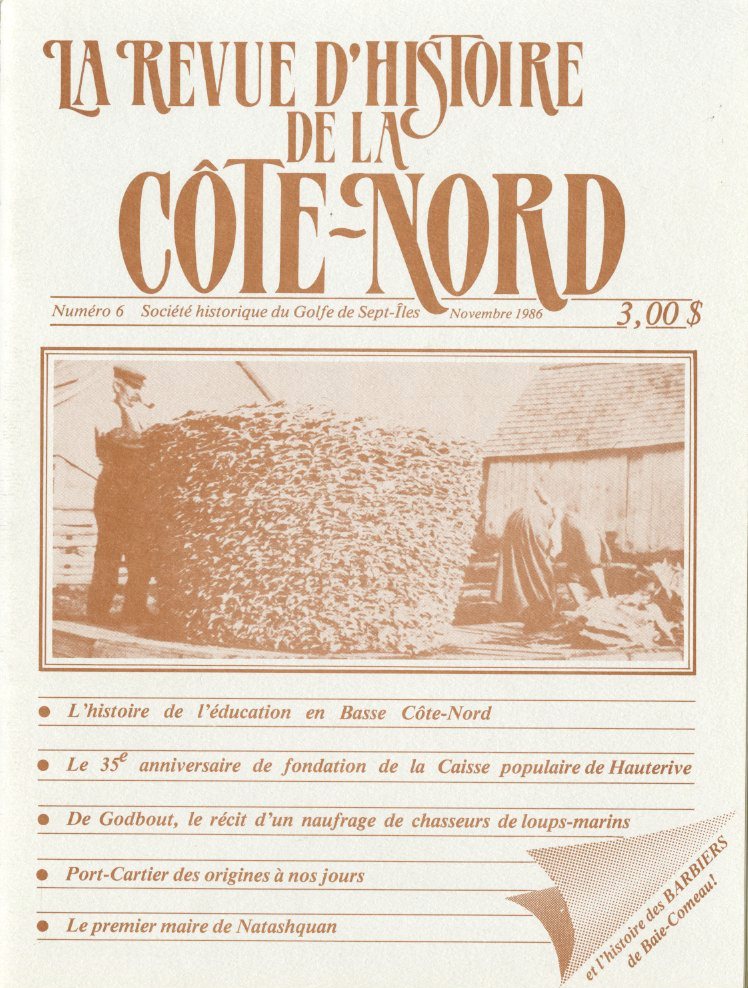 LA REVUE D'HISTOIRE
DE LA
CÔTE-NORD
Numéro 6 Société historique du Golfe de Sept-Îles Novembre 1986 3,00 $
• L'histoire de l'éducation en Basse Côte-Nord
• Le 35e anniversaire de fondation de la Caisse populaire de Hauterive
• De Godbout, le récit d'un naufrage de chasseurs de loups-marins
• Port-Cartier des origines à nos jours
• Le premier maire de Natashquan
et l'histoire des BARBIERS
de Baie-Comeau!